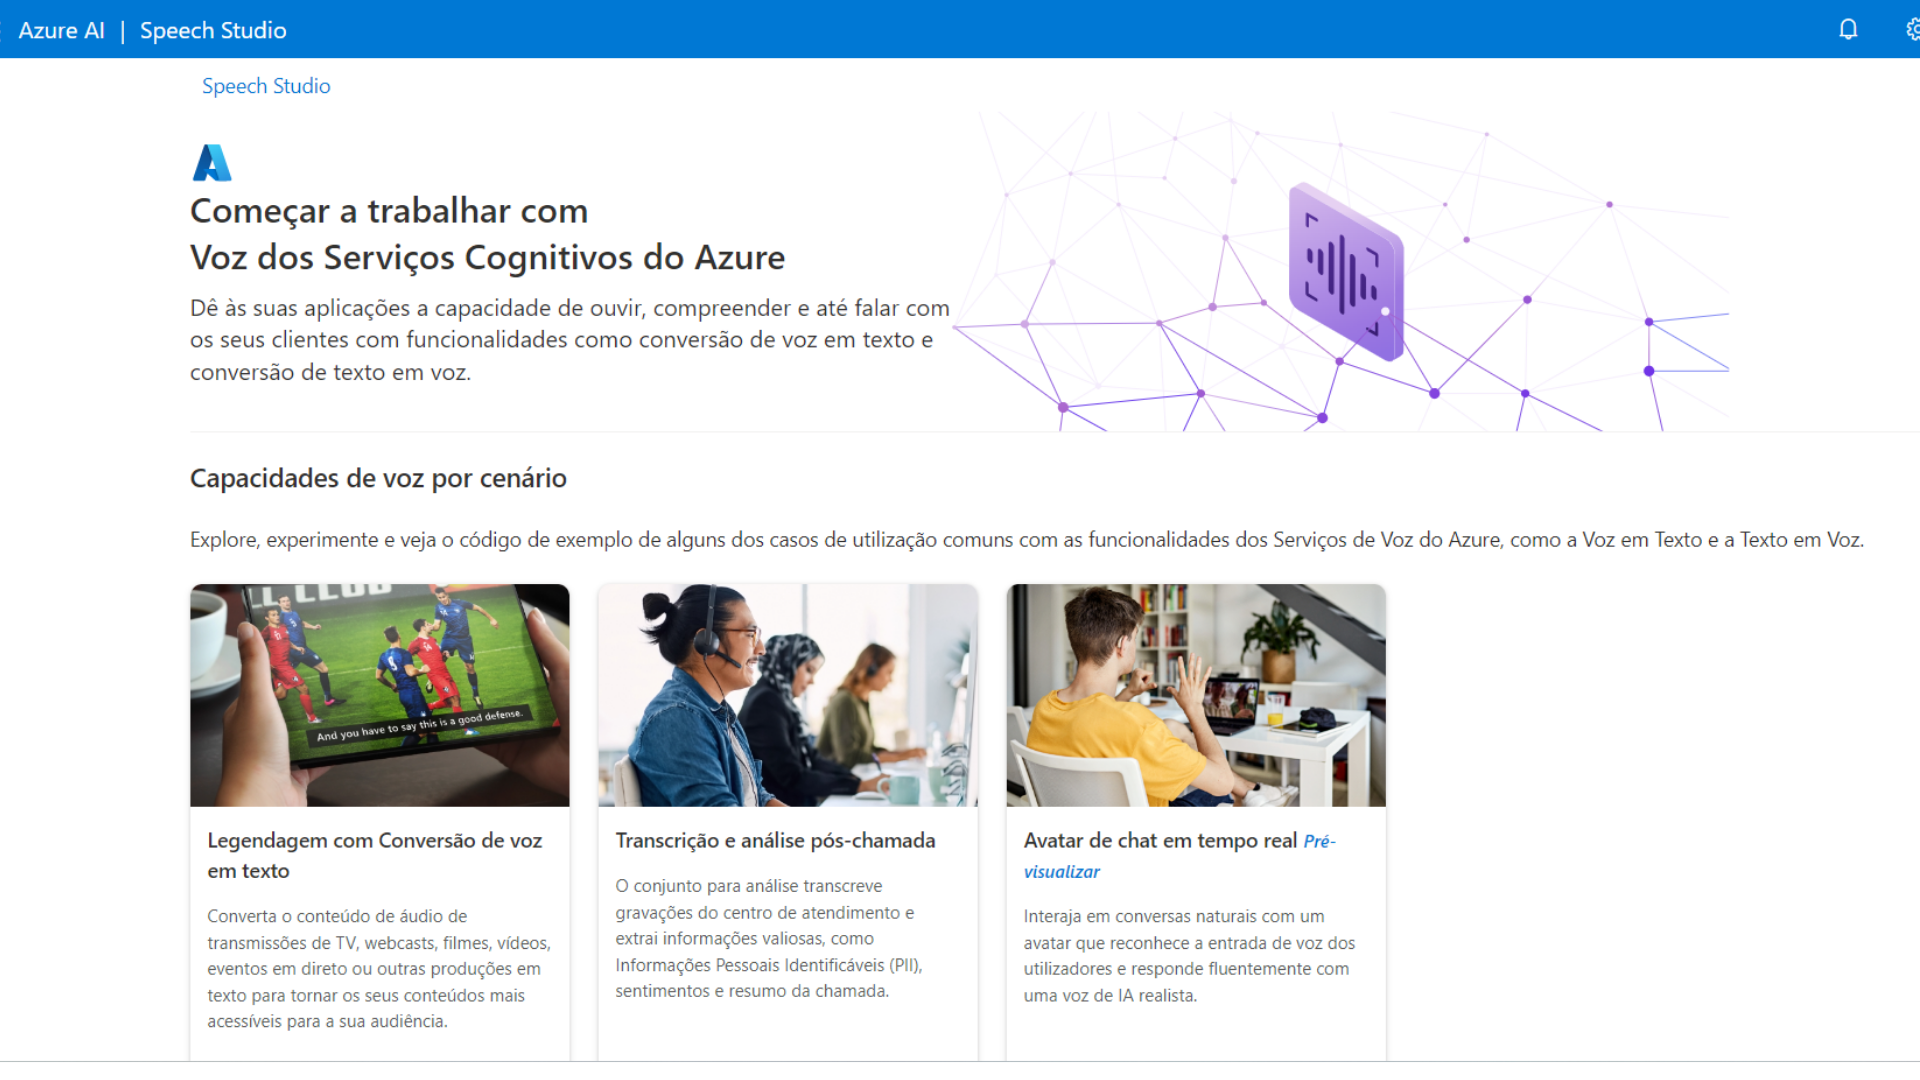 Azure AI | Speech Studio
Speech Studio
Começar a trabalhar com
Voz dos Serviços Cognitivos do Azure
Dê às suas aplicações a capacidade de ouvir, compreender e até falar com
os seus clientes com funcionalidades como conversão de voz em texto e
conversão de texto em voz.
Capacidades de voz por cenário
Explore, experimente e veja o código de exemplo de alguns dos casos de utilização comuns com as funcionalidades dos Serviços de Voz do Azure, como a Voz em Texto e a Texto em Voz.
And you have to say this is a good defense.
Legendagem com Conversão de voz
em texto
Converta o conteúdo de áudio de
transmissões de TV, webcasts, filmes, vídeos,
eventos em direto ou outras produções em
texto para tornar os seus conteúdos mais
acessíveis para a sua audiência.
Transcrição e análise pós-chamada
O conjunto para análise transcreve
gravações do centro de atendimento e
extrai informações valiosas, como
Informações Pessoais Identificáveis (PII),
sentimentos e resumo da chamada.
Avatar de chat em tempo real Pré-
visualizar
Interaja em conversas naturais com um
avatar que reconhece a entrada de voz dos
utilizadores e responde fluentemente com
uma voz de IA realista.